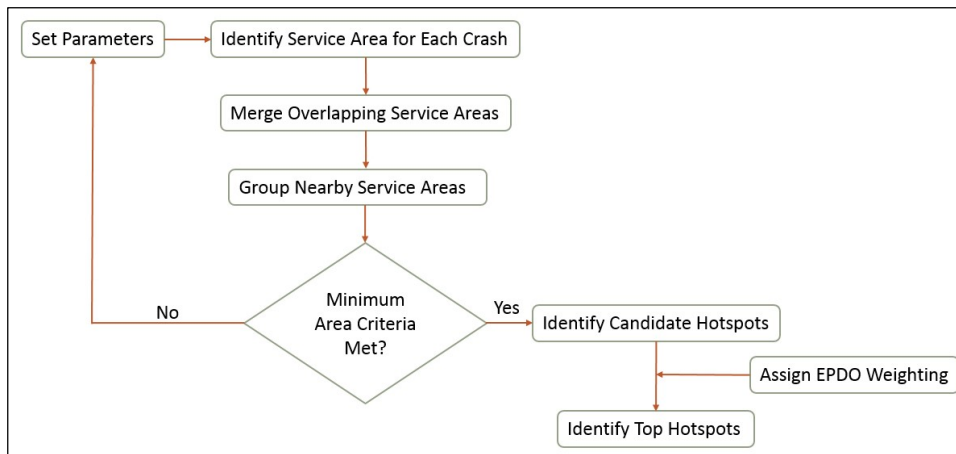 Set Parameters
Identify Service Area for Each Crash
Merge Overlapping Service Areas
Group Nearby Service Areas
Minimum
Area Criteria
Met?
No
Yes
Identify Candidate Hotspots
Assign EPDO Weighting
Identify Top Hotspots